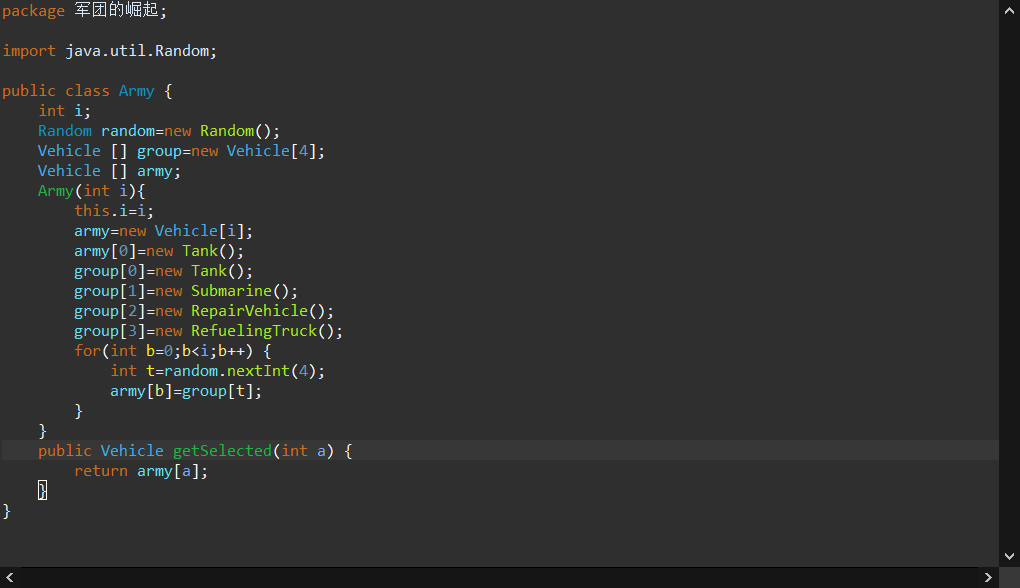 package 军团的崛起;
import java.util.Random;
public class Army {
int i;
Random random=new Random();
Vehicle [] group=new Vehicle[4];
Vehicle [] army;
Army(int i){
this.i=i;
army=new Vehicle[i];
army[0]=new Tank();
group[0]=new Tank();
group[1]=new Submarine();
group[2]=new RepairVehicle();
group[3]=new RefuelingTruck();
for(int b=0;b<i;b++) {
int t=random.nextInt(4);
army[b]=group[t];
}
}
public Vehicle getSelected(int a) {
return army[a];
}
}